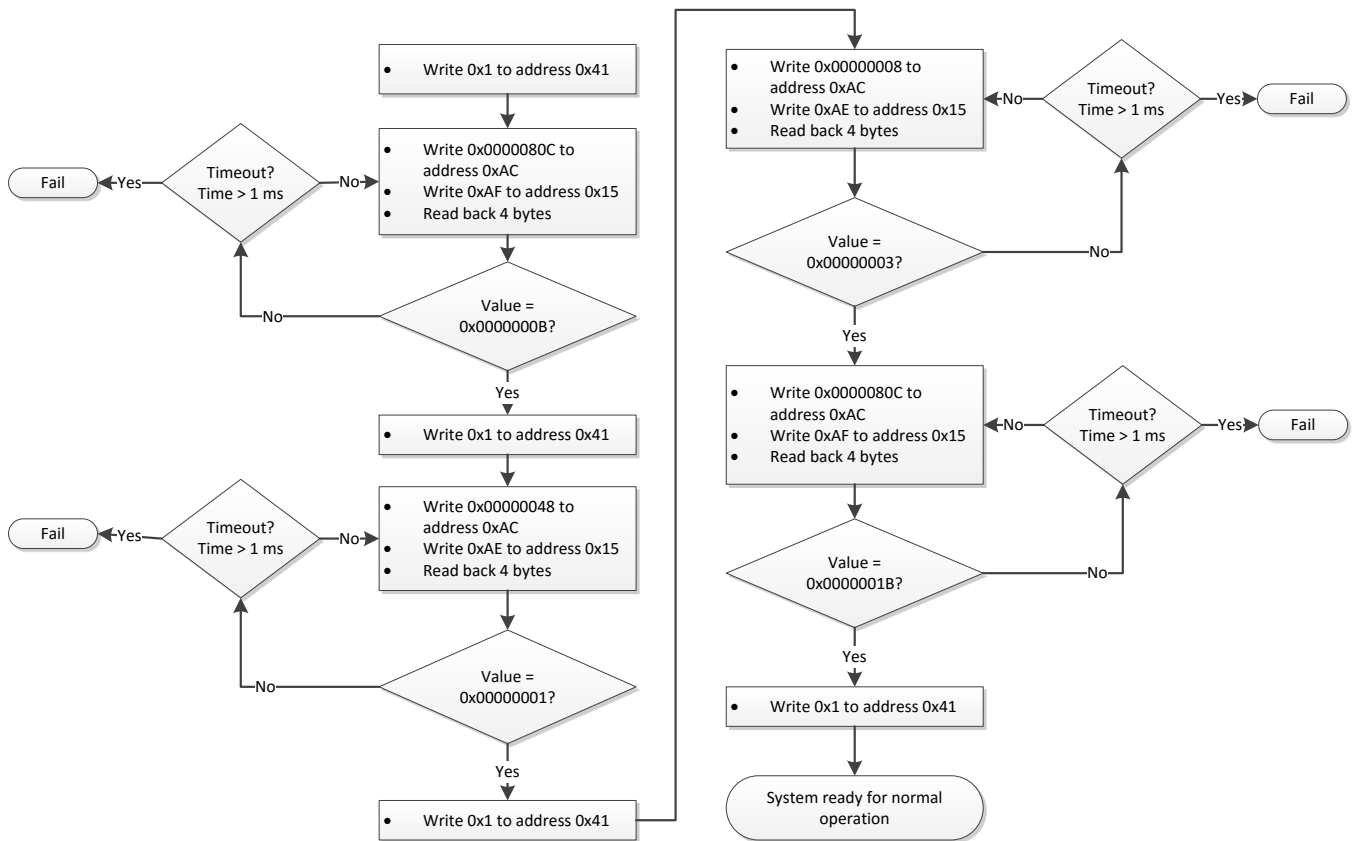 • Write 0x1 to address 0x41
• Write 0x0000080C to
address 0xAC
• Write 0xAF to address 0x15
• Read back 4 bytes
Timeout?
Time > 1 ms
No
Yes
Fail
Value =
0x0000000B?
No
Yes
• Write 0x1 to address 0x41
• Write 0x00000048 to
address 0xAC
• Write 0xAE to address 0x15
• Read back 4 bytes
Timeout?
Time > 1 ms
No
Yes
Fail
Value =
0x00000001?
No
Yes
• Write 0x1 to address 0x41
• Write 0x00000008 to
address 0xAC
• Write 0xAE to address 0x15
• Read back 4 bytes
No
Timeout?
Time > 1 ms
Yes
Fail
Value =
0x00000003?
No
Yes
• Write 0x0000080C to
address 0xAC
• Write 0xAF to address 0x15
• Read back 4 bytes
No
Timeout?
Time > 1 ms
Yes
Fail
Value =
0x0000001B?
No
Yes
• Write 0x1 to address 0x41
System ready for normal
operation